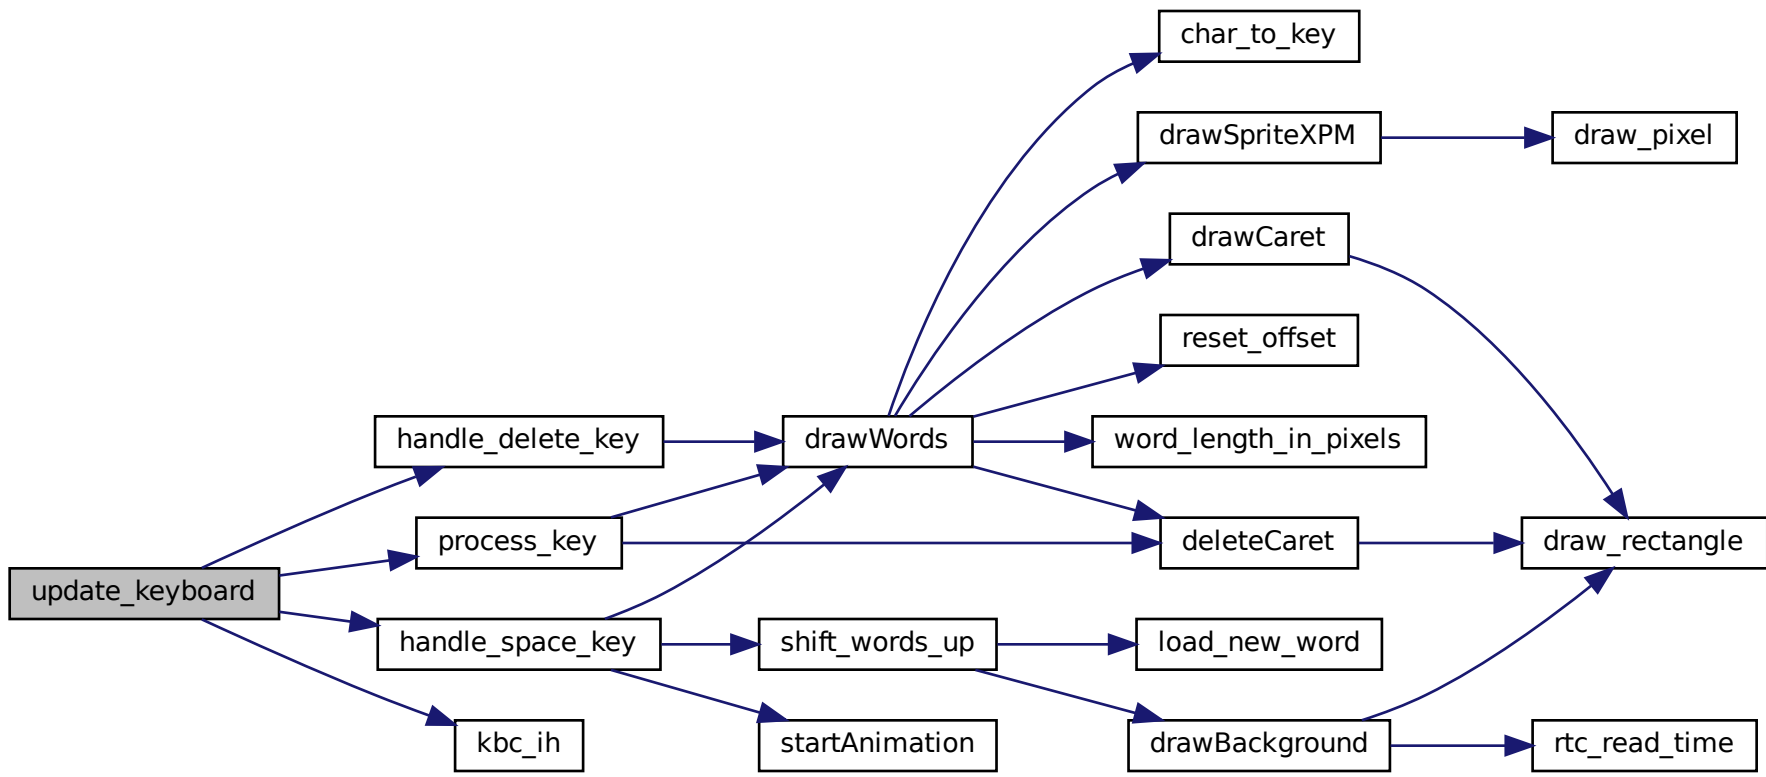 char_to_key
drawSpriteXPM
draw_pixel
drawCaret
reset_offset
handle_delete_key
drawWords
word_length_in_pixels
process_key
deleteCaret
draw_rectangle
update_keyboard
handle_space_key
shift_words_up
load_new_word
kbc_ih
startAnimation
drawBackground
rtc_read_time